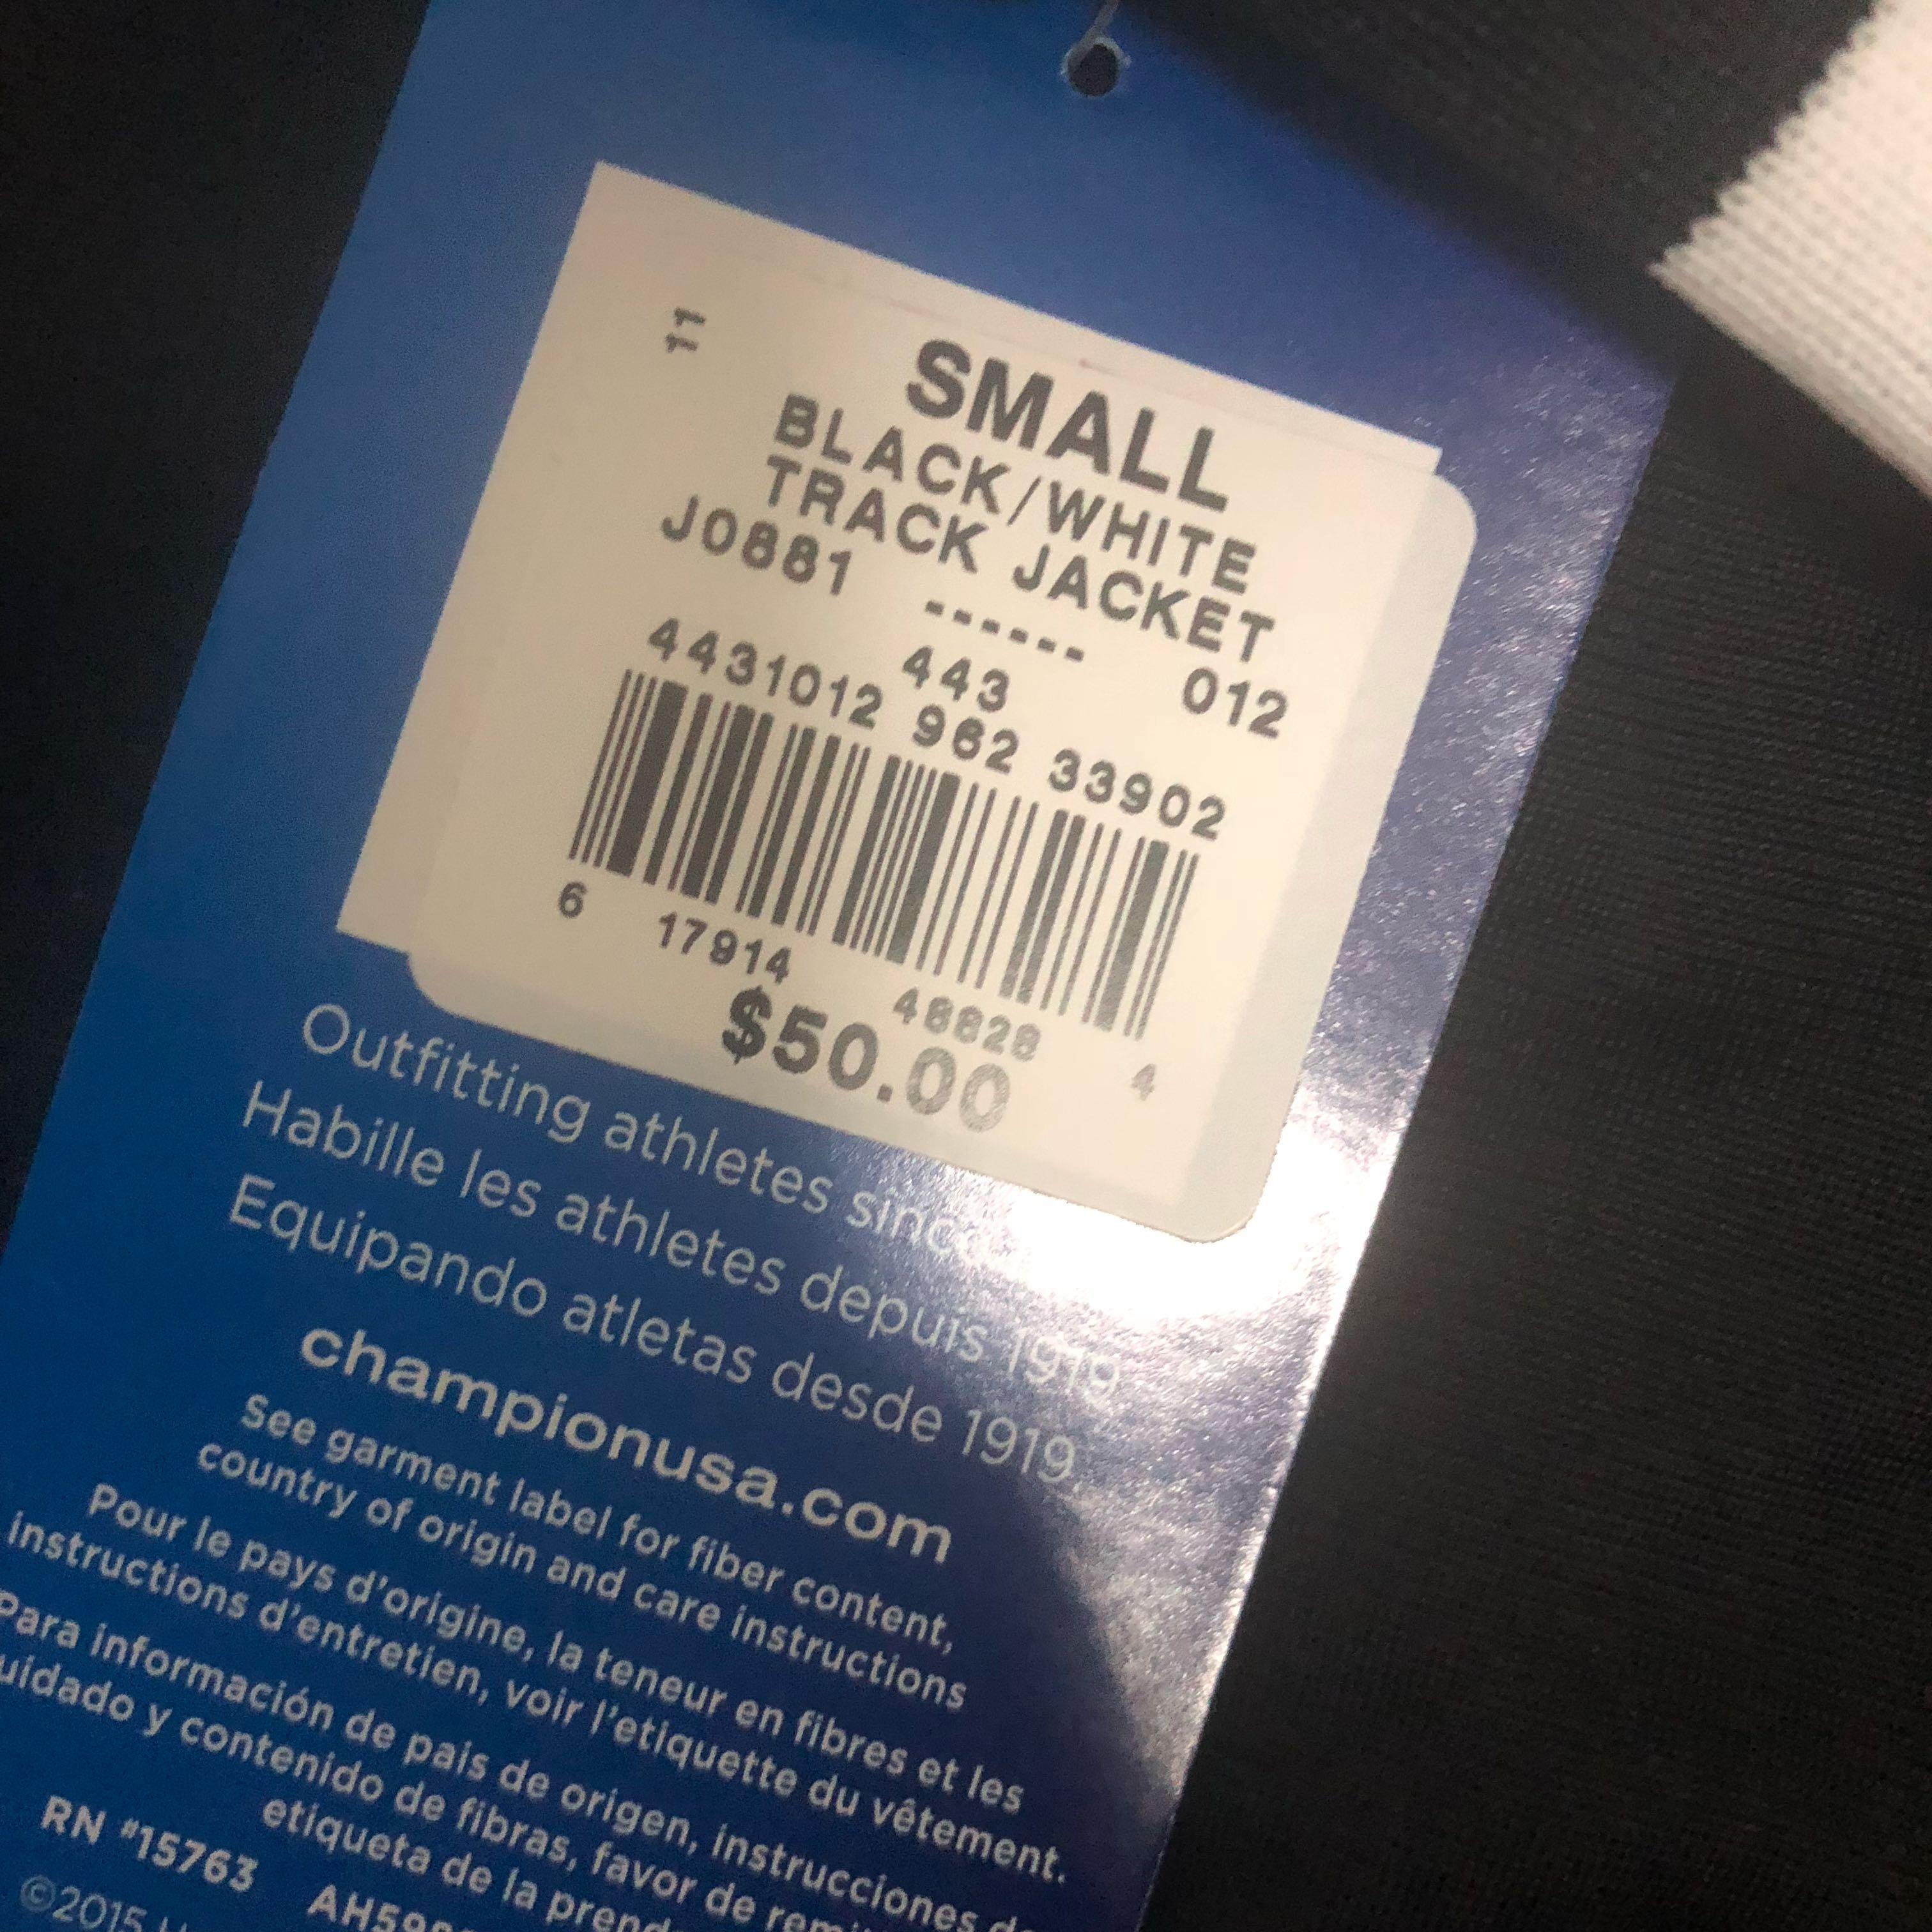 11
SMALL
BLACK/WHITE
TRACK JACKET
J0881 ------ 012
443
4431012 962 33902
6 17914 48828 4
$50.00
Outfitting athletes since
Habille les athletes depuis 1919
Equipando atletas desde 1919
championusa.com
See garment label for fiber content,
country of origin and care instructions
Pour le pays d'origine, la teneur en fibres et les
instructions d'entretien, voir l'etiquette du vêtement.
Para información de pais de origen, instrucciones de
uidado y contenido de fibras, favor de
etiqueta de la
RN #15763
©2015